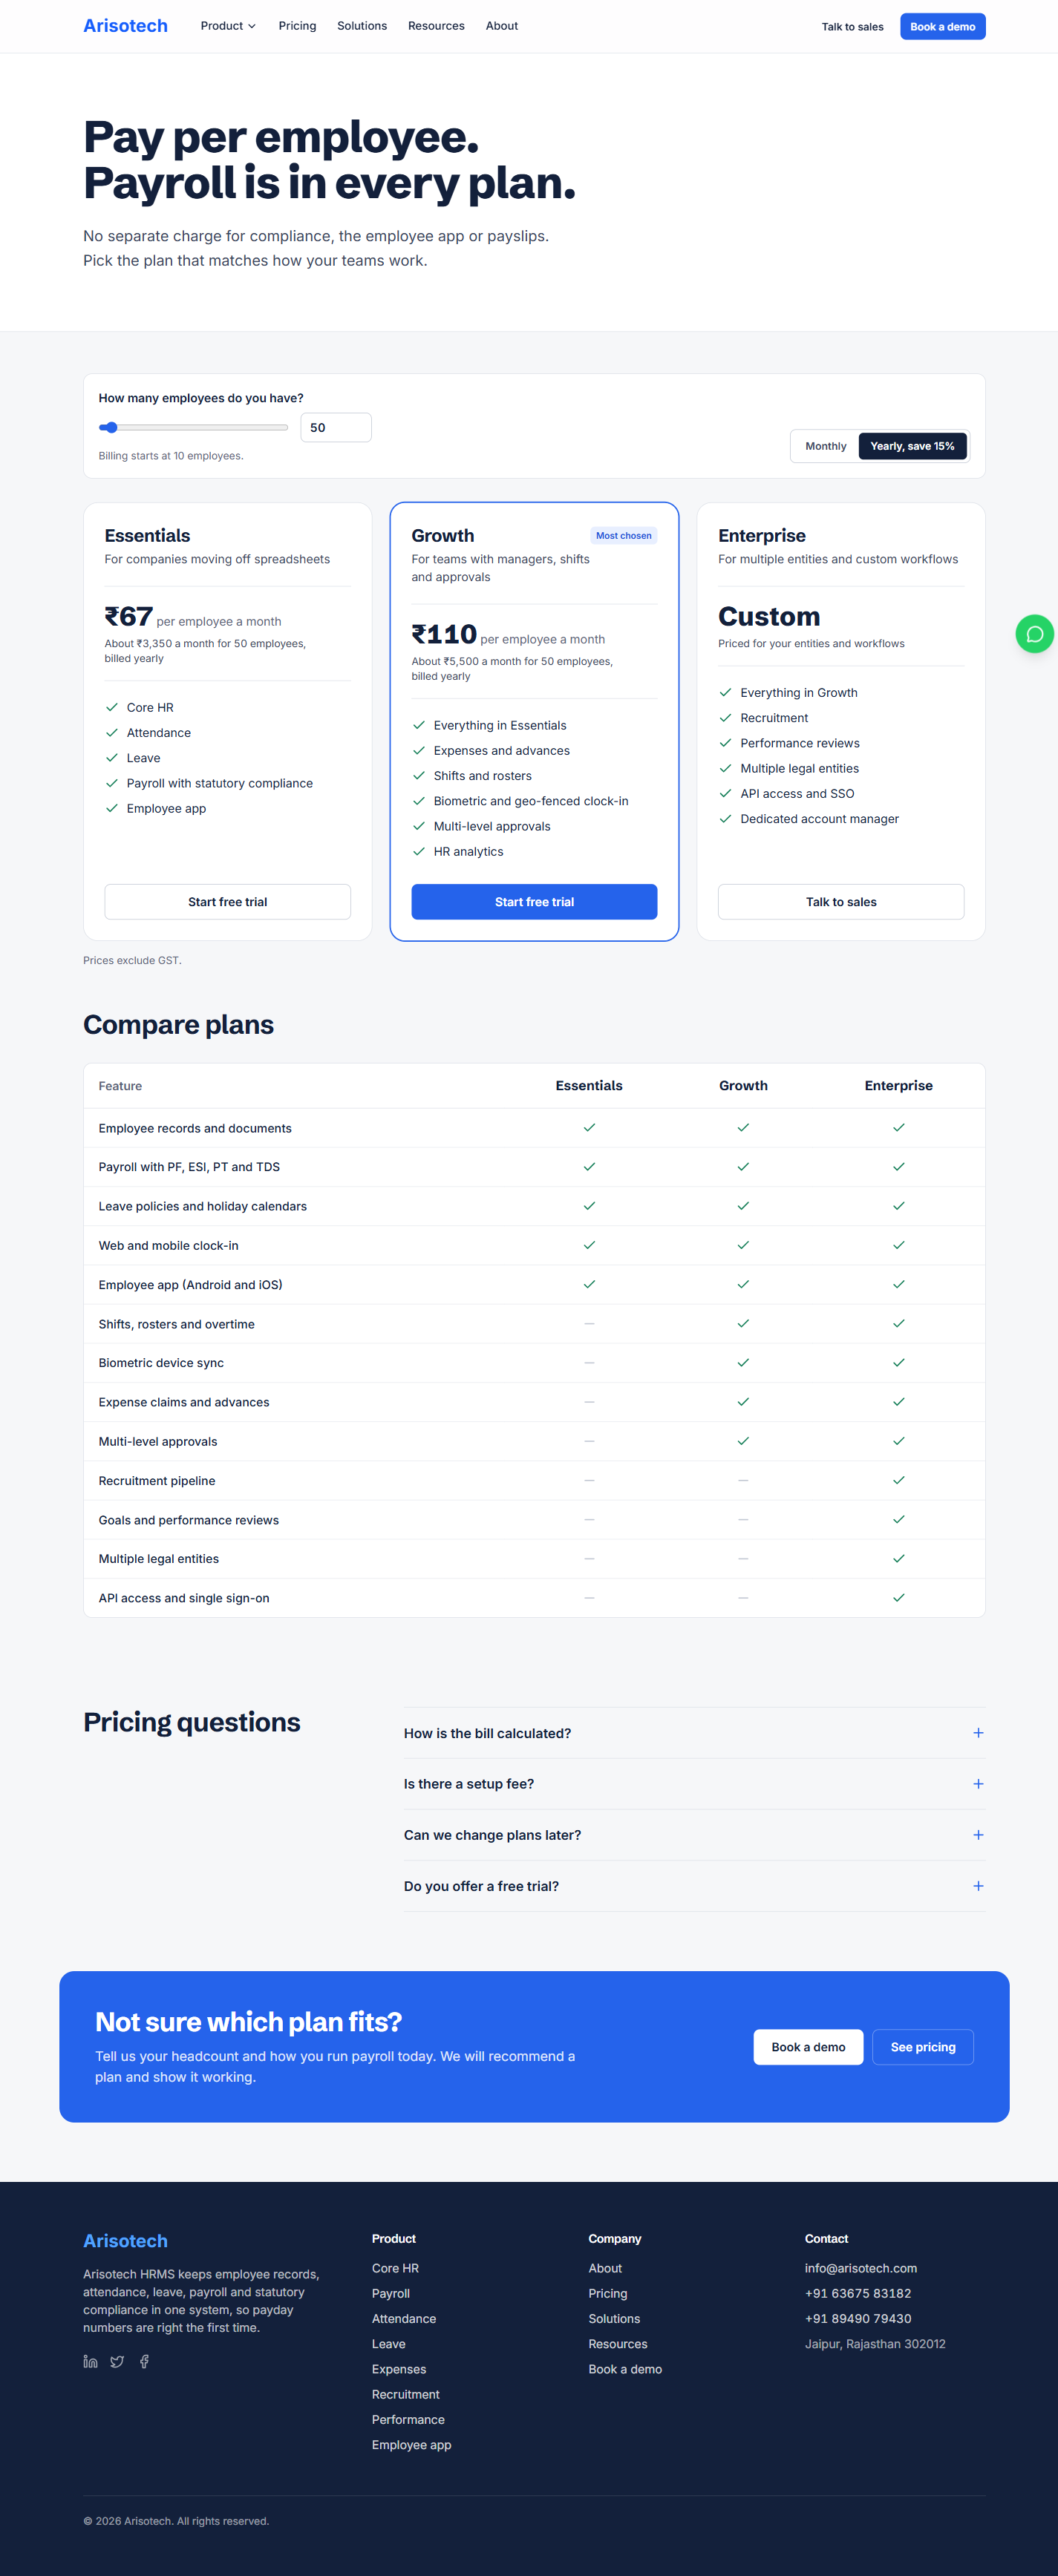 Arisotech
Product
Pricing
Solutions
Resources
About
Talk to sales
Book a demo
Pay per employee.
Payroll is in every plan.
No separate charge for compliance, the employee app or payslips.
Pick the plan that matches how your teams work.
How many employees do you have?
50
Billing starts at 10 employees.
Monthly
Yearly, save 15%
Essentials
For companies moving off spreadsheets
₹67 per employee a month
About ₹3,350 a month for 50 employees,
billed yearly
Core HR
Attendance
Leave
Payroll with statutory compliance
Employee app
Start free trial
Growth
Most chosen
For teams with managers, shifts
and approvals
₹110 per employee a month
About ₹5,500 a month for 50 employees,
billed yearly
Everything in Essentials
Expenses and advances
Shifts and rosters
Biometric and geo-fenced clock-in
Multi-level approvals
HR analytics
Start free trial
Enterprise
For multiple entities and custom workflows
Custom
Priced for your entities and workflows
Everything in Growth
Recruitment
Performance reviews
Multiple legal entities
API access and SSO
Dedicated account manager
Talk to sales
Prices exclude GST.
Compare plans
Feature Essentials Growth Enterprise
Employee records and documents
Payroll with PF, ESI, PT and TDS
Leave policies and holiday calendars
Web and mobile clock-in
Employee app (Android and iOS)
Shifts, rosters and overtime
Biometric device sync
Expense claims and advances
Multi-level approvals
Recruitment pipeline
Goals and performance reviews
Multiple legal entities
API access and single sign-on
Pricing questions
How is the bill calculated?
Is there a setup fee?
Can we change plans later?
Do you offer a free trial?
Not sure which plan fits?
Tell us your headcount and how you run payroll today. We will recommend a
plan and show it working.
Book a demo
See pricing
Arisotech
Arisotech HRMS keeps employee records,
attendance, leave, payroll and statutory
compliance in one system, so payday
numbers are right the first time.
Product
Core HR
Payroll
Attendance
Leave
Expenses
Recruitment
Performance
Employee app
Company
About
Pricing
Solutions
Resources
Book a demo
Contact
info@arisotech.com
+91 63675 83182
+91 89490 79430
Jaipur, Rajasthan 302012
© 2026 Arisotech. All rights reserved.